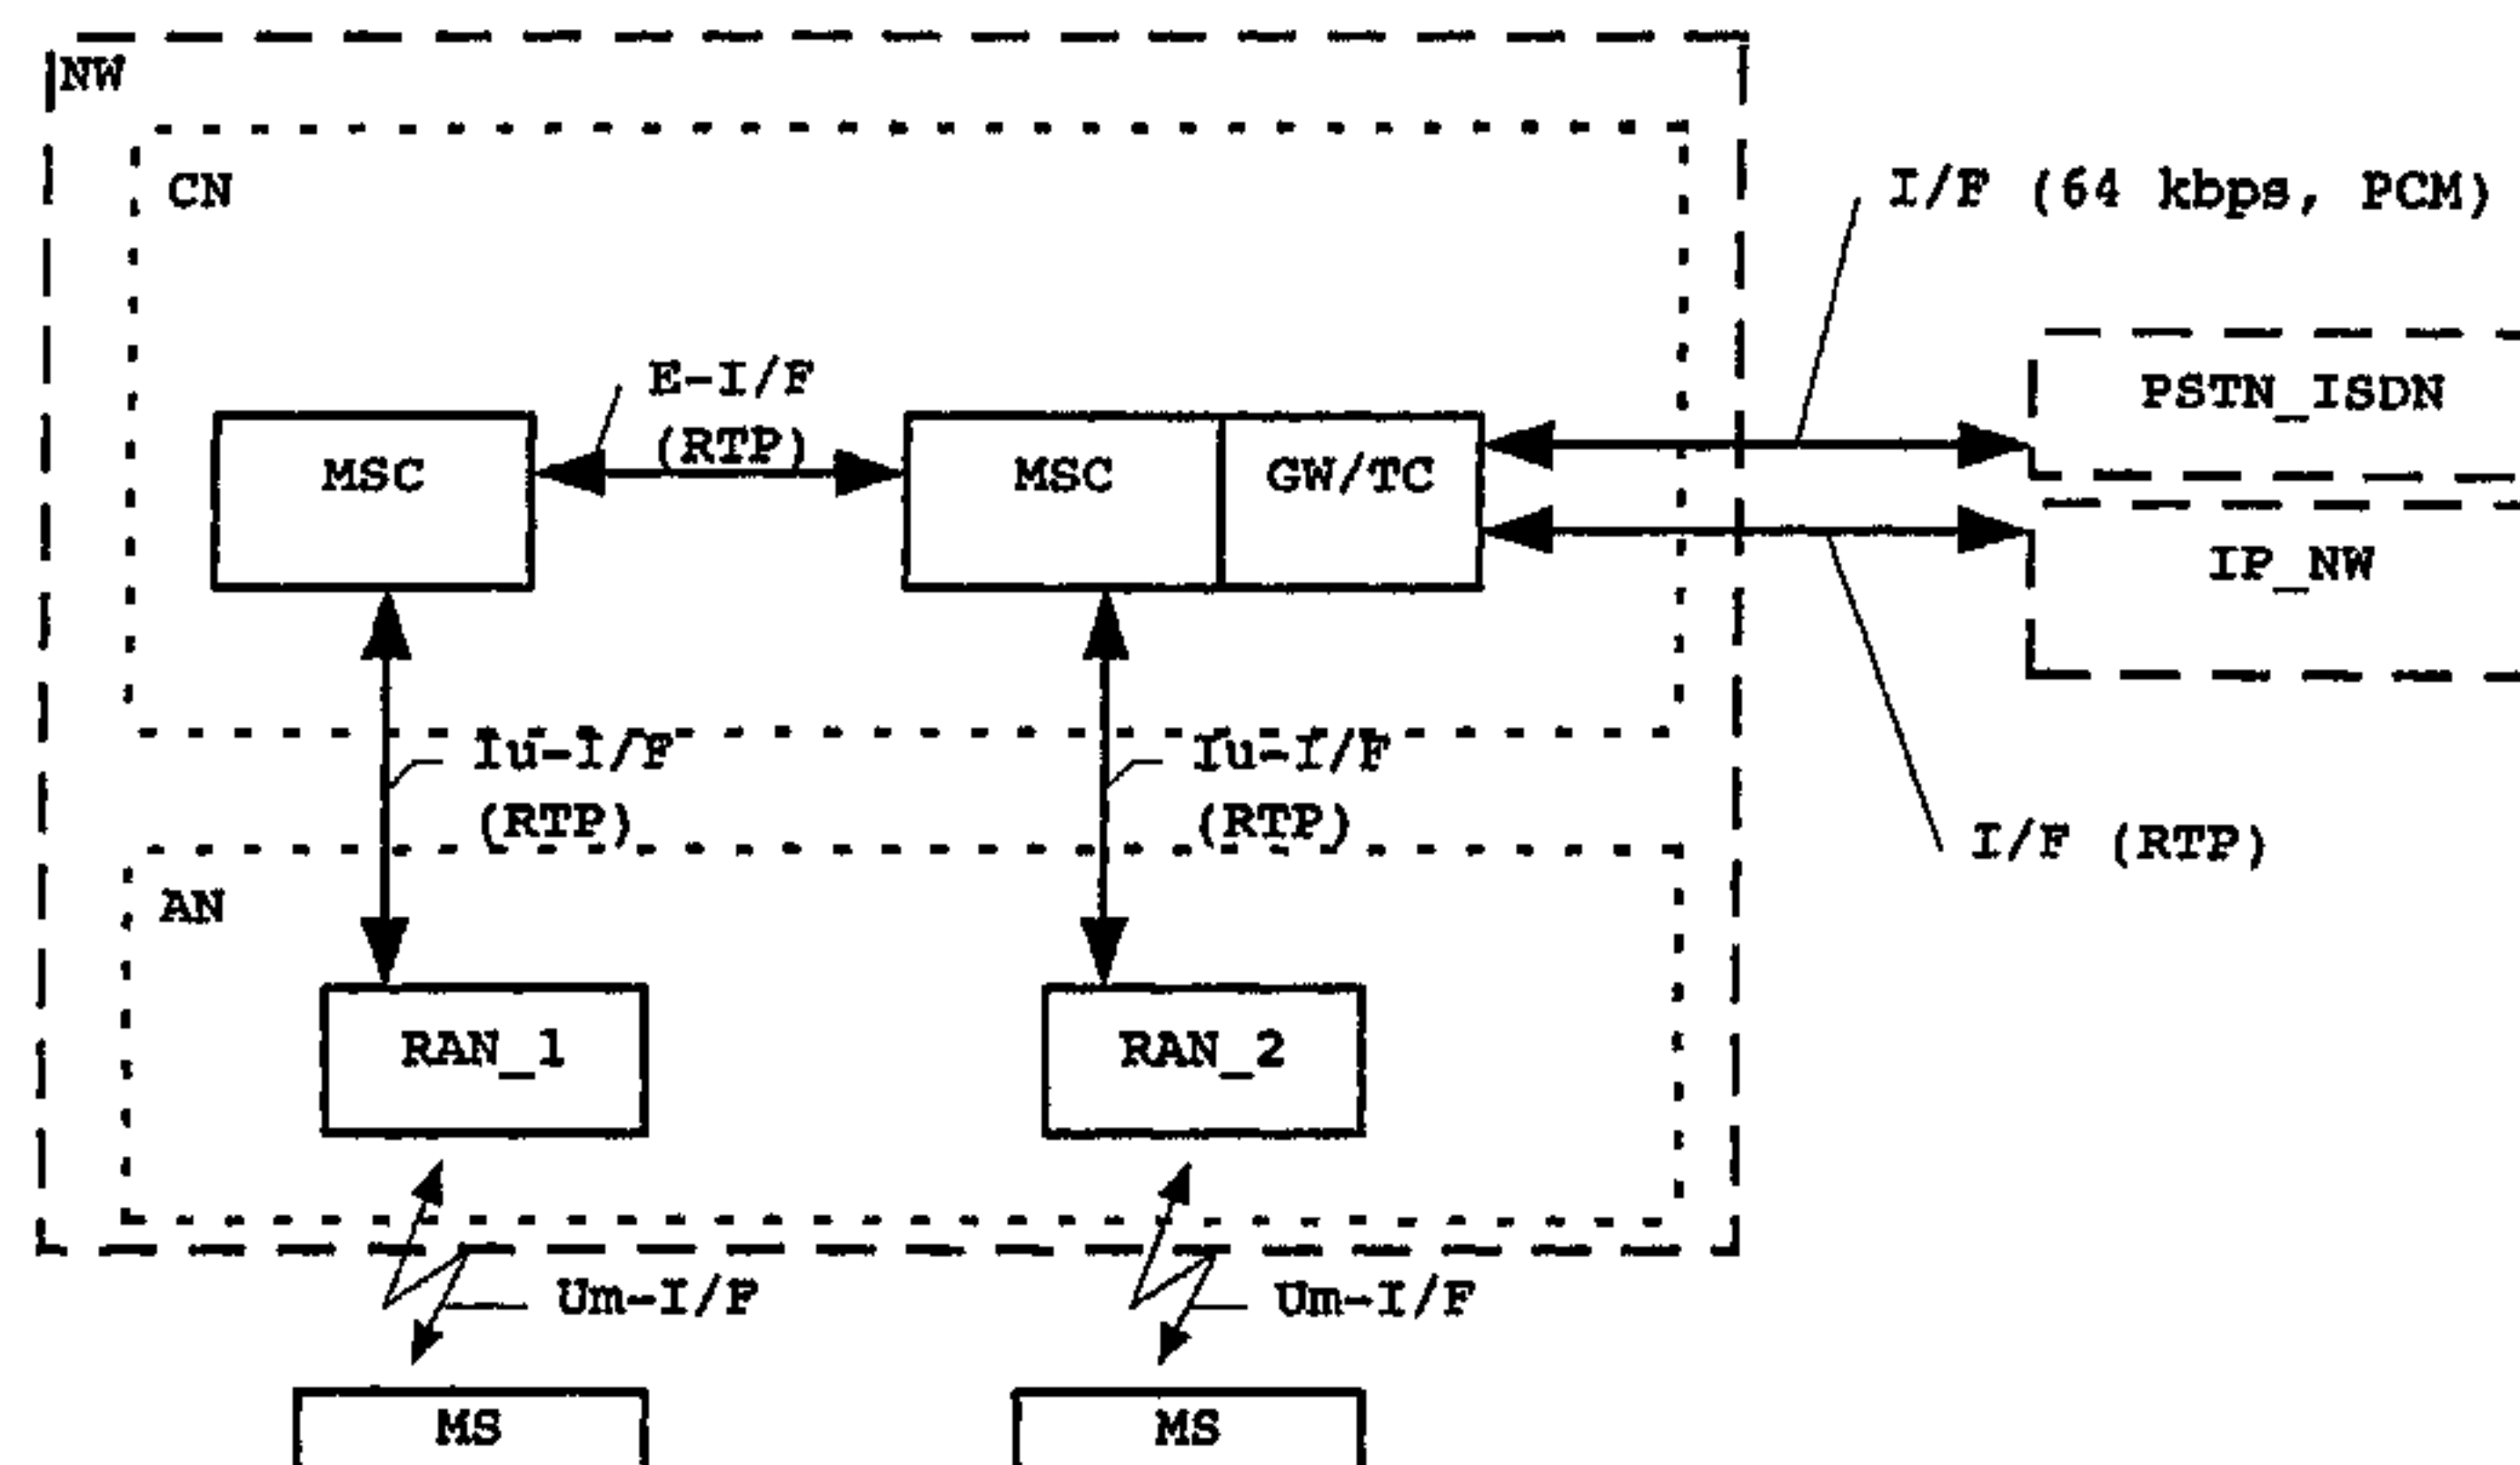 NW
CN
I/F (64 kbps, PCM)
E-I/F
(RTP)
PSTN_ISDN
MSC
MSC
GW/TC
IP_NW
Iu-I/F
(RTP)
Iu-I/F
(RTP)
I/F (RTP)
AN
RAN_1
RAN_2
Um-I/F
Um-I/F
MS
MS